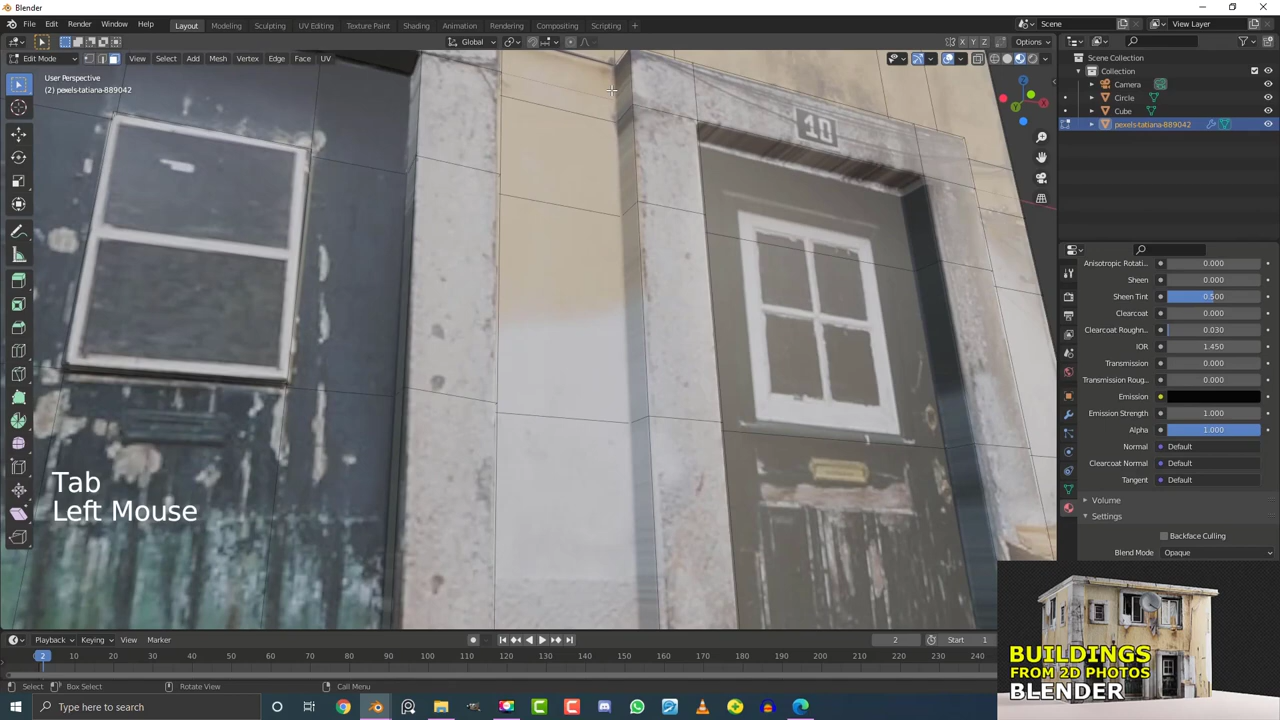 Blender
File Edit Render Window Help Layout Modeling Sculpting UV Editing Texture Paint Shading Animation Rendering Compositing Scripting + Scene View Layer
Global X Y Z Options
Edit Mode View Select Add Mesh Vertex Edge Face UV
User Perspective
(2) pexels-tatiana-889042
Scene Collection
Collection
Camera
Circle
Cube
pexels-tatiana-889042
10
Anisotropic Rotati... 0.000
Sheen 0.000
Sheen Tint 0.500
Clearcoat 0.000
Clearcoat Roughn... 0.030
IOR 1.450
Transmission 0.000
Transmission Roug... 0.000
Emission
Emission Strength 1.000
Alpha 1.000
Normal Default
Clearcoat Normal Default
Tangent Default
Volume
Settings
Backface Culling
Blend Mode Opaque
Tab
Left Mouse
BUILDINGS
FROM 2D PHOTOS
BLENDER
Playback Keying View Marker 2 Start 1
2 10 20 30 40 50 60 70 80 90 100 110 120 130 140 150 160 170 180 190 200 210 220 230 240
Select Box Select Rotate View Call Menu
Type here to search